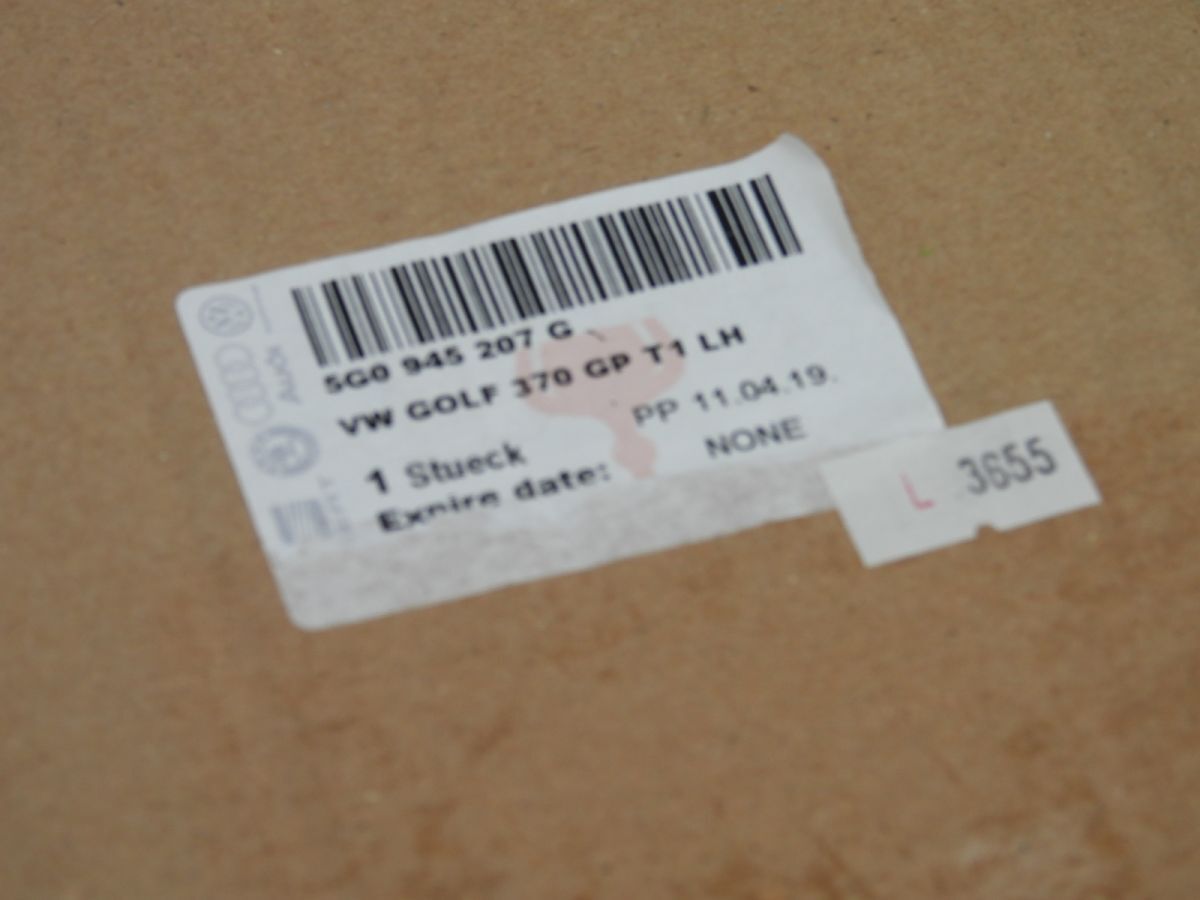 5G0 945 207 G
VW GOLF 370 GP T1 LH
PP 11.04.19.
1 Stueck
NONE
Expire date:
L 3655
Audi